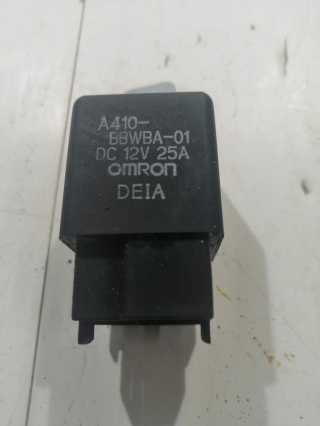 A410-
BBWBA-01
DC 12V 25A
OMRON
DEIA